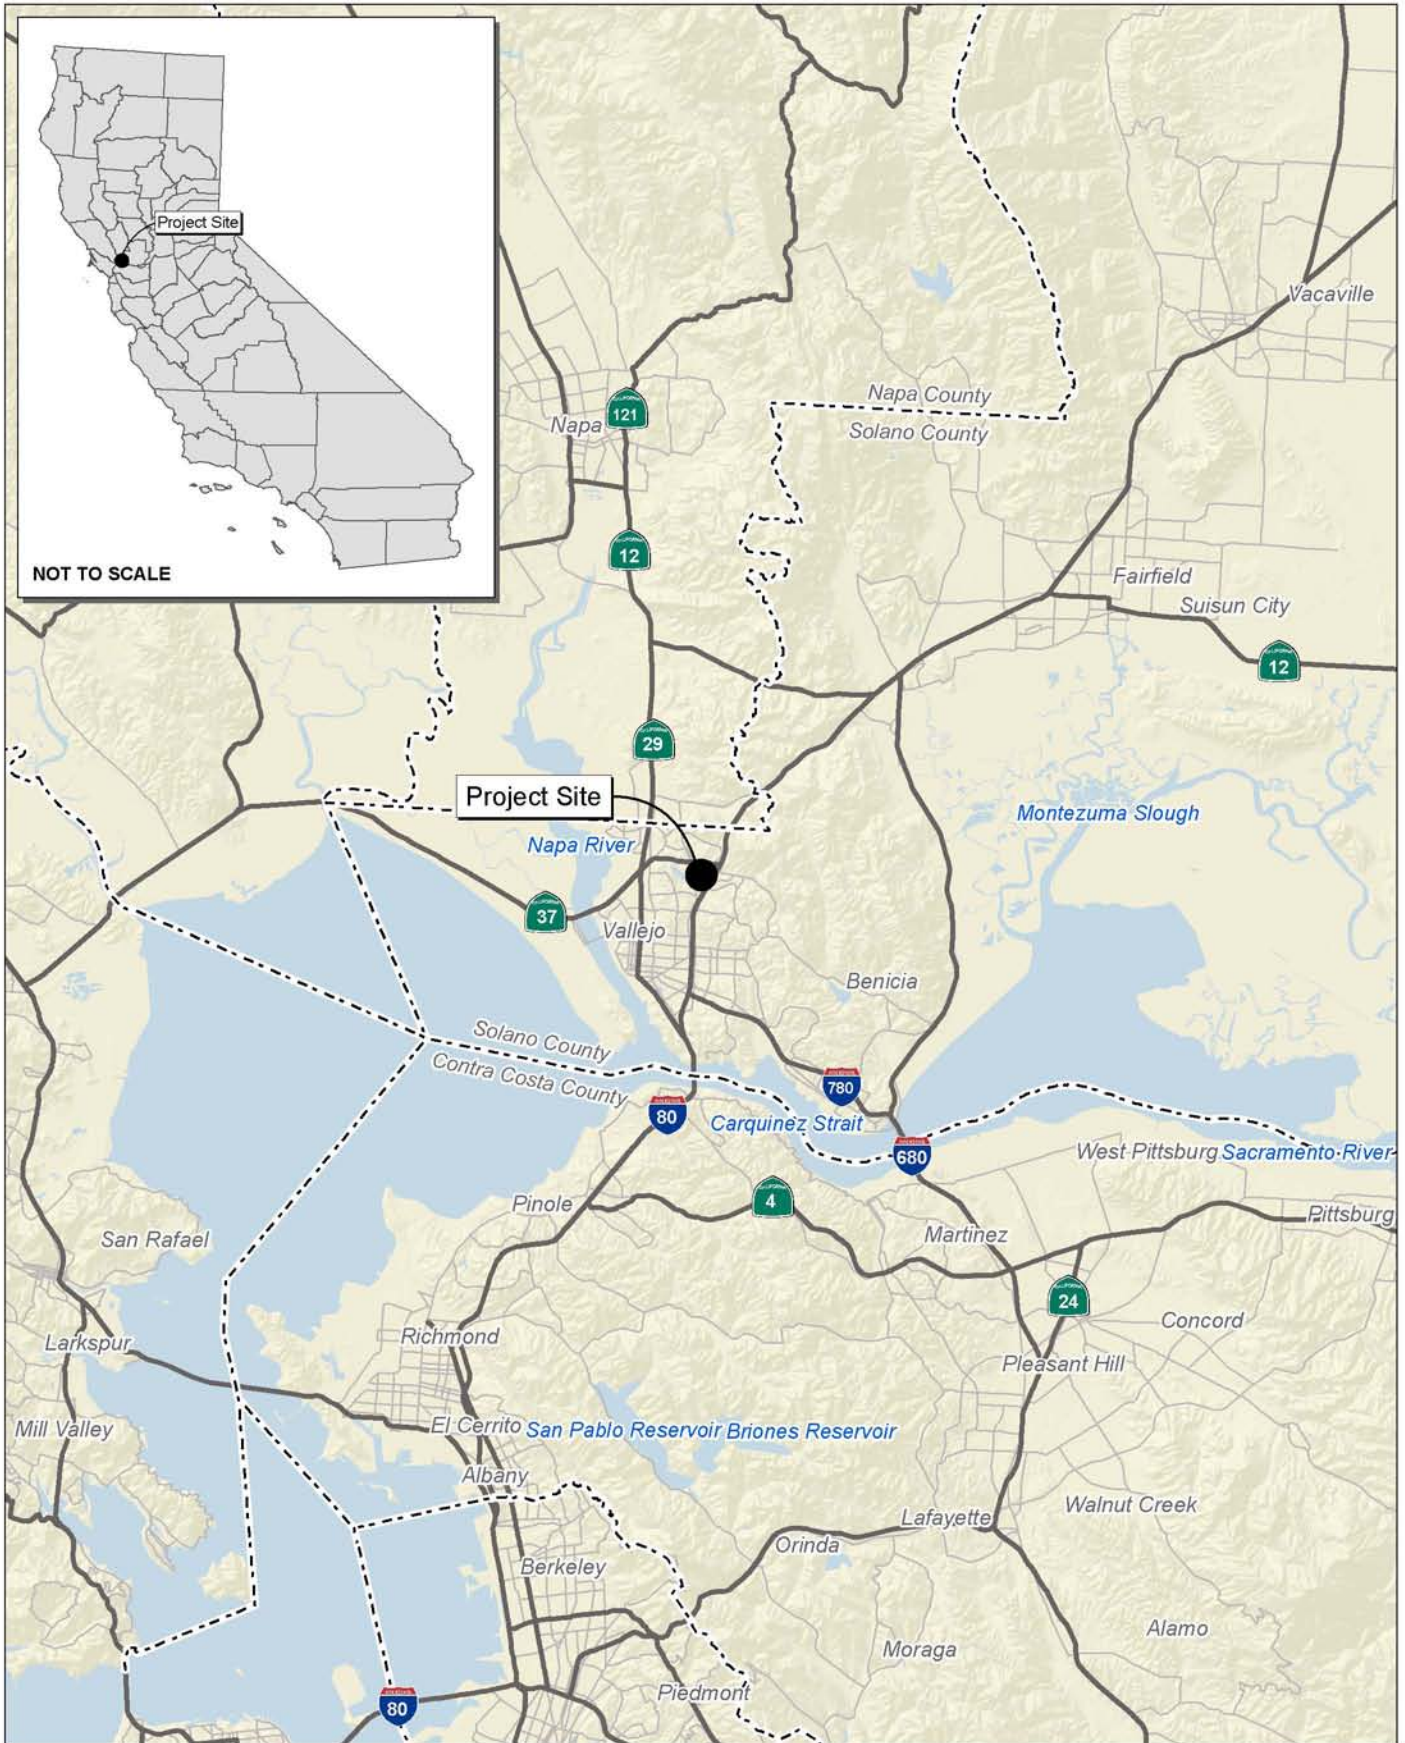 Project Site
NOT TO SCALE
Vacaville
Napa County
121
Napa
Solano County
12
Fairfield
Suisun City
12
29
Project Site
Montezuma Slough
Napa River
37
Vallejo
Benicia
Solano County
Contra Costa County
780
80
Carquinez Strait
680
West Pittsburg
Sacramento River
4
Pinole
Pittsburg
San Rafael
Martinez
24
Concord
Richmond
Larkspur
Pleasant Hill
Mill Valley
El Cerrito
San Pablo Reservoir
Briones Reservoir
Albany
Walnut Creek
Lafayette
Orinda
Berkeley
Alamo
Moraga
Piedmont
80